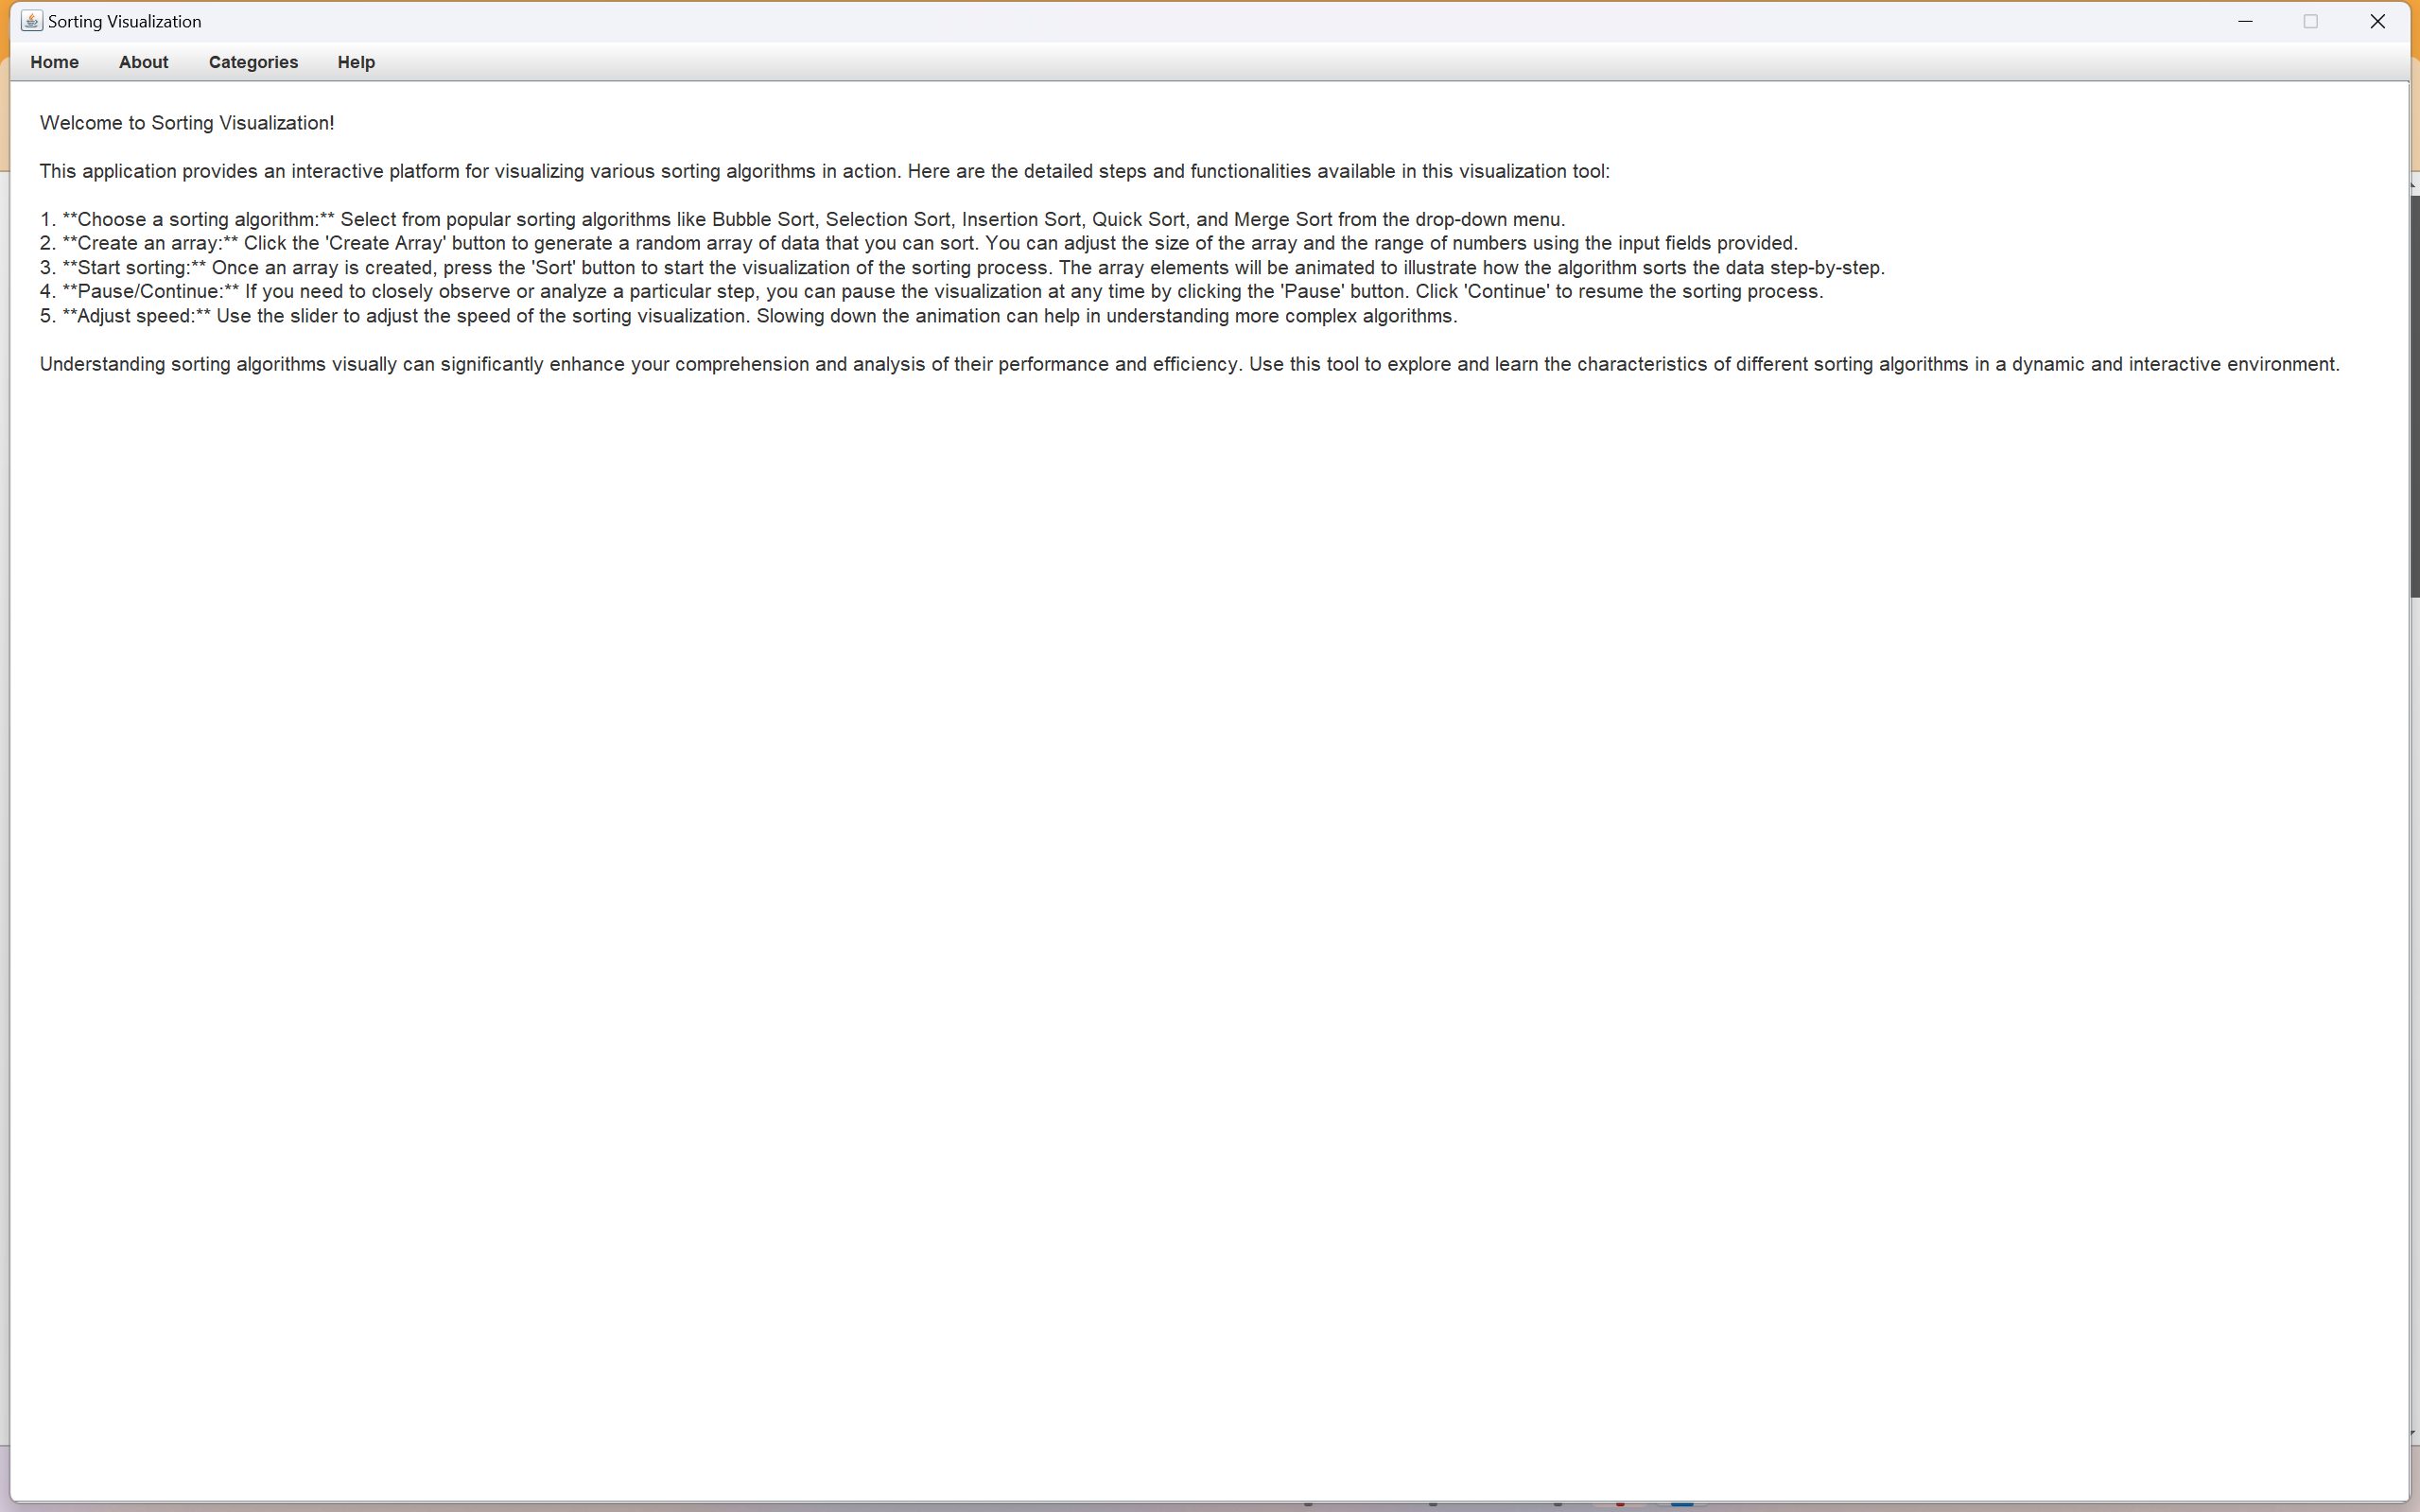 Sorting Visualization
Home About Categories Help
Welcome to Sorting Visualization!
This application provides an interactive platform for visualizing various sorting algorithms in action. Here are the detailed steps and functionalities available in this visualization tool:
1. **Choose a sorting algorithm:** Select from popular sorting algorithms like Bubble Sort, Selection Sort, Insertion Sort, Quick Sort, and Merge Sort from the drop-down menu.
2. **Create an array:** Click the 'Create Array' button to generate a random array of data that you can sort. You can adjust the size of the array and the range of numbers using the input fields provided.
3. **Start sorting:** Once an array is created, press the 'Sort' button to start the visualization of the sorting process. The array elements will be animated to illustrate how the algorithm sorts the data step-by-step.
4. **Pause/Continue:** If you need to closely observe or analyze a particular step, you can pause the visualization at any time by clicking the 'Pause' button. Click 'Continue' to resume the sorting process.
5. **Adjust speed:** Use the slider to adjust the speed of the sorting visualization. Slowing down the animation can help in understanding more complex algorithms.
Understanding sorting algorithms visually can significantly enhance your comprehension and analysis of their performance and efficiency. Use this tool to explore and learn the characteristics of different sorting algorithms in a dynamic and interactive environment.